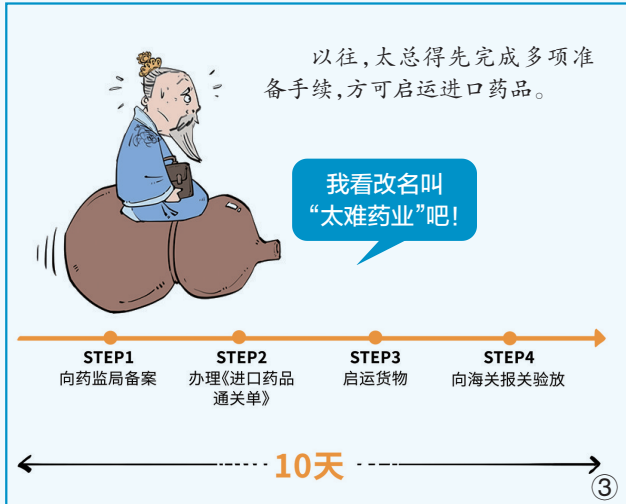 以往,太总得先完成多项准
备手续,方可启运进口药品。
我看改名叫
“太难药业”吧!
STEP1
向药监局备案
STEP2
办理《进口药品
通关单》
STEP3
启运货物
STEP4
向海关报关验放
10天
③